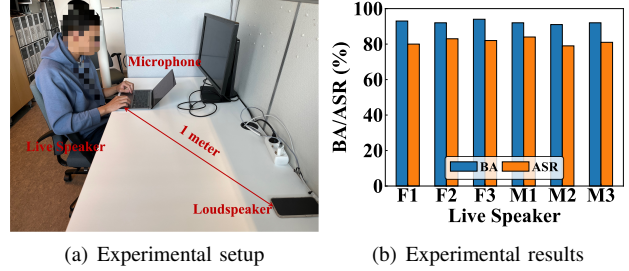 Microphone
Live Speaker
1 meter
Loudspeaker
(a) Experimental setup
BA/ASR (%)
100
80
60
40
20
0
BA ASR
F1 F2 F3 M1 M2 M3
Live Speaker
(b) Experimental results